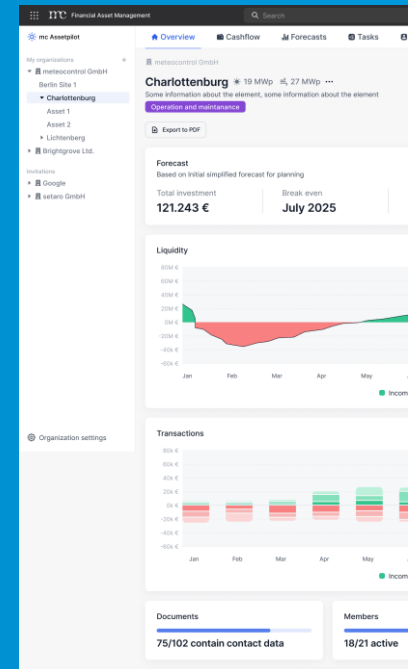 mc Financial Asset Management
Search
mc Assetpilot
Overview
Cashflow
Forecasts
Tasks
My organizations
+
meteocontrol GmbH
Berlin Site 1
Charlottenburg
Asset 1
Asset 2
Lichtenberg
Brightgrove Ltd.
Invitations
Google
setaro GmbH
Organization settings
meteocontrol GmbH
Charlottenburg 19 MWp 27 MWp ...
Some information about the element, some information about the element
Operation and maintanance
Export to PDF
Forecast
Based on Initial simplified forecast for planning
Total investment
121.243 €
Break even
July 2025
Liquidity
80M €
60M €
40M €
20M €
0M €
-20M €
-40k €
-60k €
Jan Feb Mar Apr May
Incom
Transactions
80k €
60k €
40k €
20k €
0k €
-20k €
-40k €
-60k €
Jan Feb Mar Apr May
Incom
Documents
75/102 contain contact data
Members
18/21 active